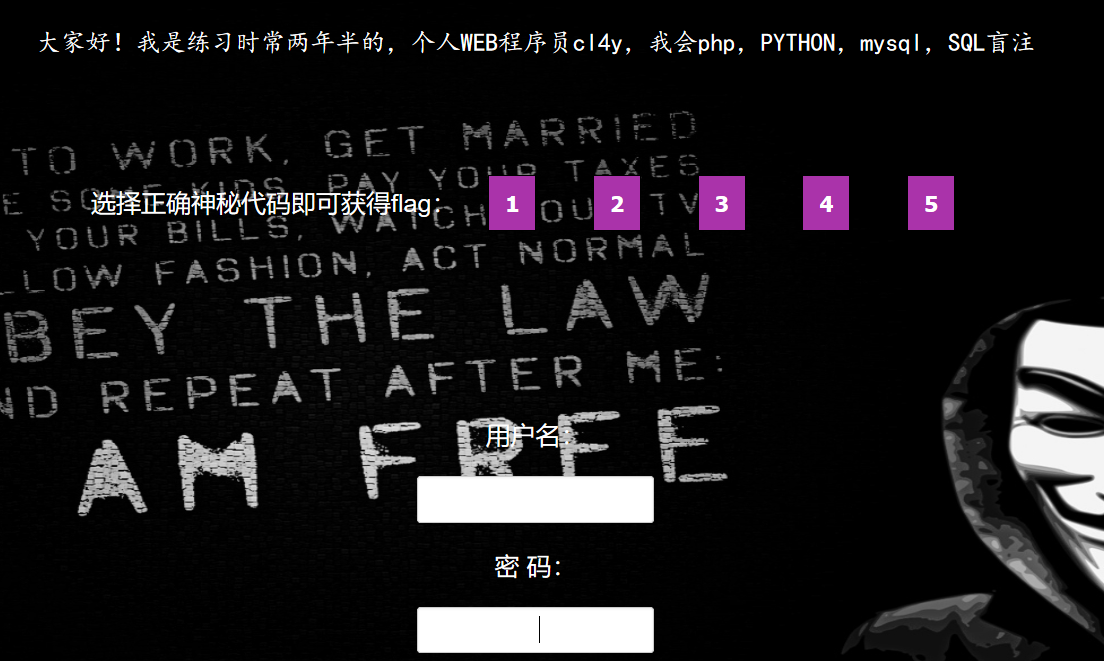 大家好！我是练习时常两年半的，个人WEB程序员cl4y，我会php，PYTHON，mysql，SQL盲注
TO WORK, GET MARRIED
E SOME KIDS, PAY YOUR TAXES
选择正确神秘代码即可获得flag： 1 2 3 4 5
YOUR BILLS, WATCH YOUR TV
LLOW FASHION, ACT NORMAL
BEY THE LAW
ND REPEAT AFTER ME:
AM FREE
用户名：
密 码：